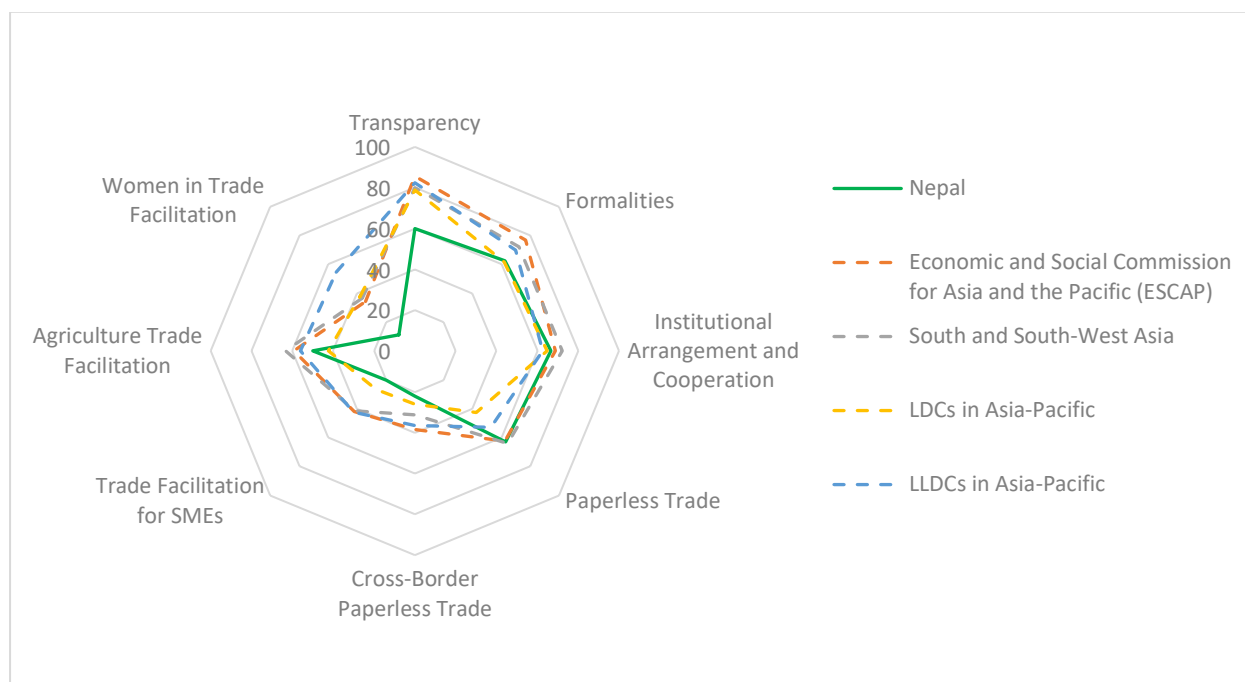 Transparency
100
80
60
40
20
0
Women in Trade
Facilitation
Formalities
Agriculture Trade
Facilitation
Institutional
Arrangement and
Cooperation
Trade Facilitation
for SMEs
Paperless Trade
Cross-Border
Paperless Trade
Nepal
Economic and Social Commission
for Asia and the Pacific (ESCAP)
South and South-West Asia
LDCs in Asia-Pacific
LLDCs in Asia-Pacific